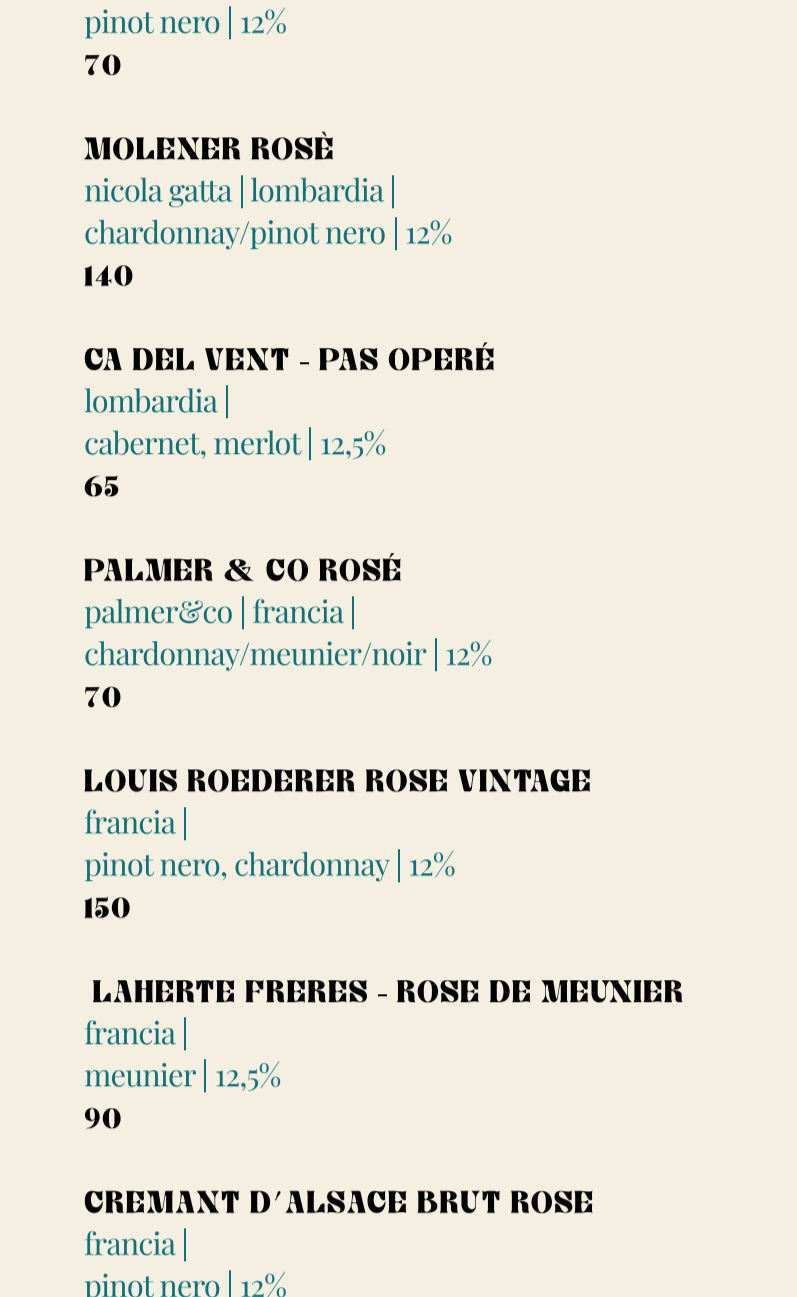 pinot nero | 12%
70
MOLENER ROSÈ
nicola gatta | lombardia |
chardonnay/pinot nero | 12%
140
CA DEL VENT - PAS OPERÉ
lombardia |
cabernet, merlot | 12,5%
65
PALMER & CO ROSÉ
palmer&co | francia |
chardonnay/meunier/noir | 12%
70
LOUIS ROEDERER ROSE VINTAGE
francia |
pinot nero, chardonnay | 12%
150
LAHERTE FRERES - ROSE DE MEUNIER
francia |
meunier | 12,5%
90
CREMANT D'ALSACE BRUT ROSE
francia |
pinot nero | 12%